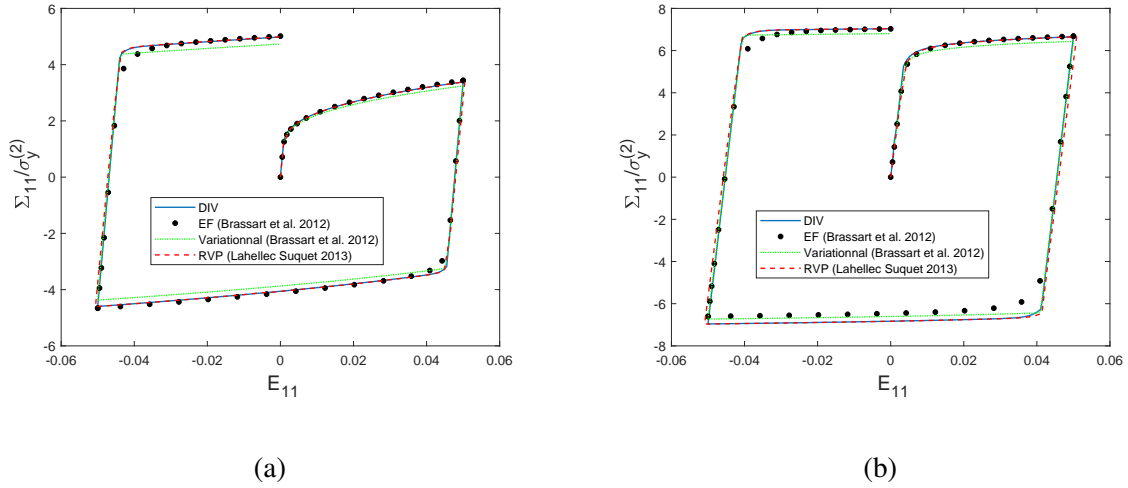 6
4
2
0
-2
-4
-6
-0.06
-0.04
-0.02
0
0.02
0.04
0.06
Σ11/σy(2)
E11
DIV
EF (Brassart et al. 2012)
Variationnal (Brassart et al. 2012)
RVP (Lahellec Suquet 2013)
(a)
8
6
4
2
0
-2
-4
-6
-8
-0.06
-0.04
-0.02
0
0.02
0.04
0.06
Σ11/σy(2)
E11
DIV
EF (Brassart et al. 2012)
Variationnal (Brassart et al. 2012)
RVP (Lahellec Suquet 2013)
(b)